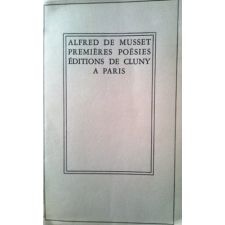 ALFRED DE MUSSET
PREMIÈRES POÉSIES
ÉDITIONS DE CLUNY
A PARIS